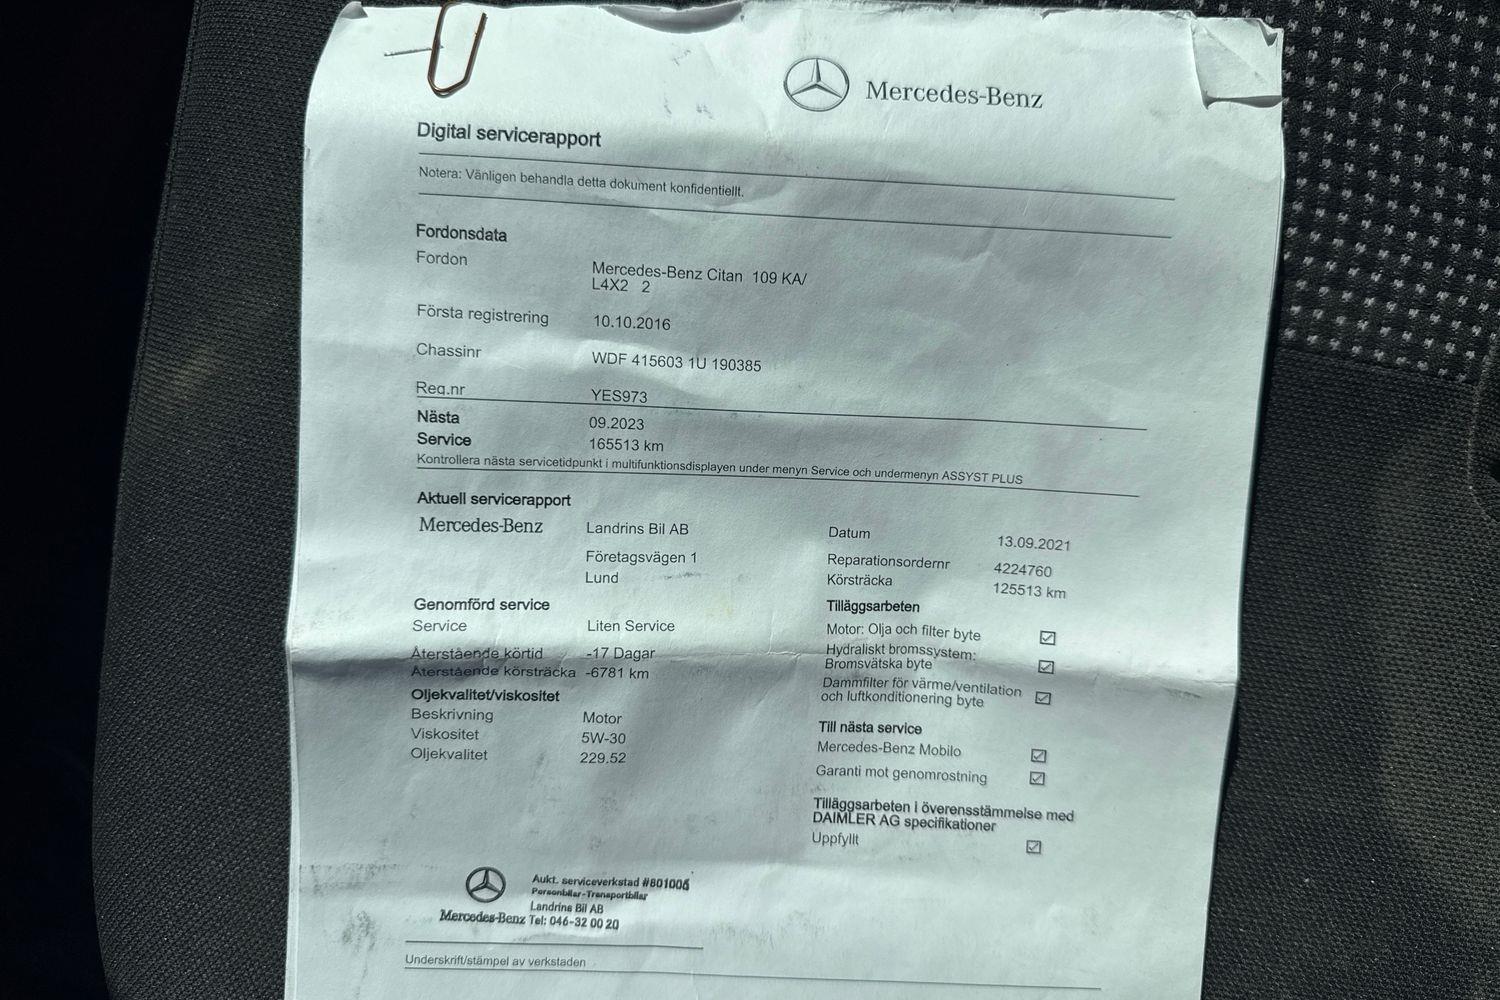 Mercedes-Benz
Digital servicerapport
Notera: Vänligen behandla detta dokument konfidentiellt.
Fordonsdata
Fordon Mercedes-Benz Citan 109 KA/
L4X2 2
Första registrering 10.10.2016
Chassinr WDF 415603 1U 190385
Reg.nr YES973
Nästa 09.2023
Service 165513 km
Kontrollera nästa servicetidpunkt i multifunktionsdisplayen under menyn Service och undermenyn ASSYST PLUS
Aktuell servicerapport
Mercedes-Benz Landrins Bil AB
Företagsvägen 1
Lund
Datum 13.09.2021
Reparationsordernr 4224760
Körsträcka 125513 km
Genomförd service
Service Liten Service
Återstående körtid -17 Dagar
Återstående körsträcka -6781 km
Oljekvalitet/viskositet
Beskrivning Motor
Viskositet 5W-30
Oljekvalitet 229.52
Tilläggsarbeten
Motor: Olja och filter byte ☑
Hydrauliskt bromssystem:
Bromsvätska byte ☑
Dammfilter för värme/ventilation
och luftkonditionering byte ☑
Till nästa service
Mercedes-Benz Mobilo ☑
Garanti mot genomrostning ☑
Tilläggsarbeten i överensstämmelse med
DAIMLER AG specifikationer
Uppfyllt ☑
Aukt. serviceverkstad #801006
Personbilar-Transportbilar
Landrins Bil AB
Mercedes-Benz Tel: 046-32 00 20
Underskrift/stämpel av verkstaden